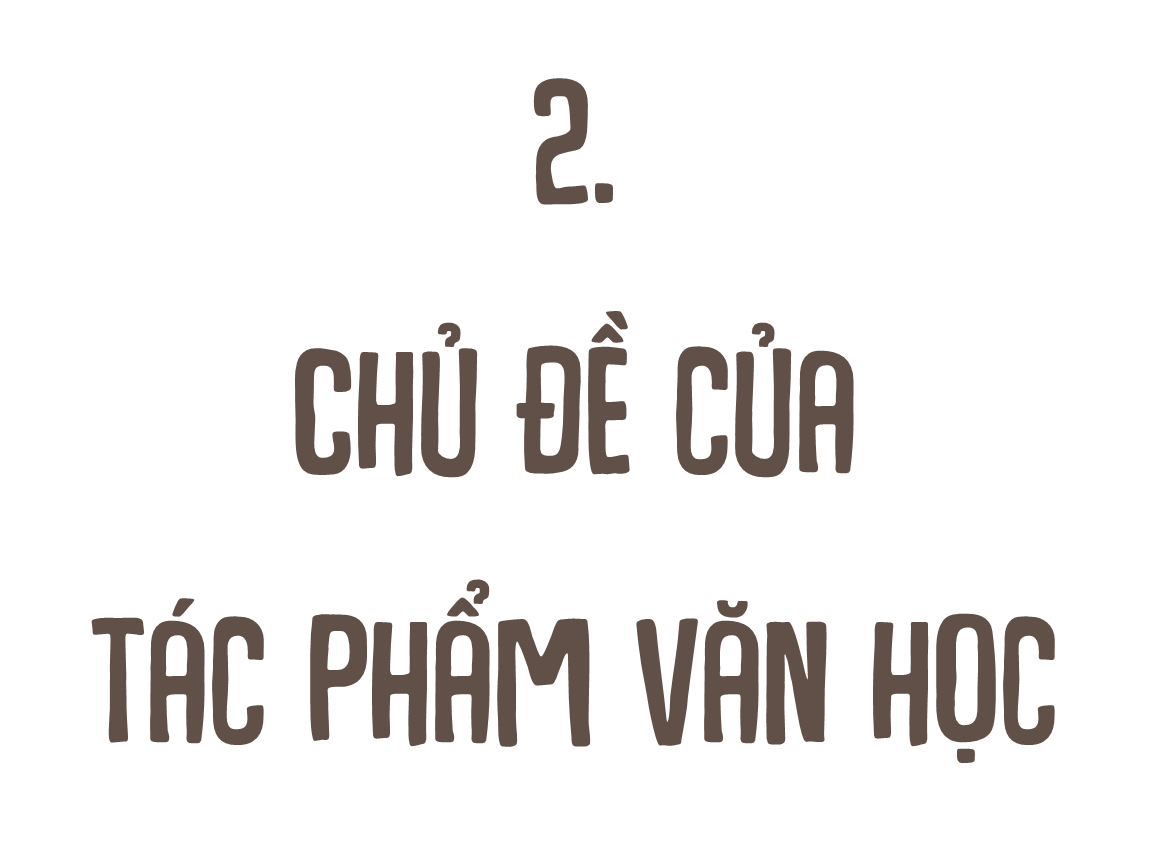 2.
CHỦ ĐỀ CỦA
TÁC PHẨM VĂN HỌC